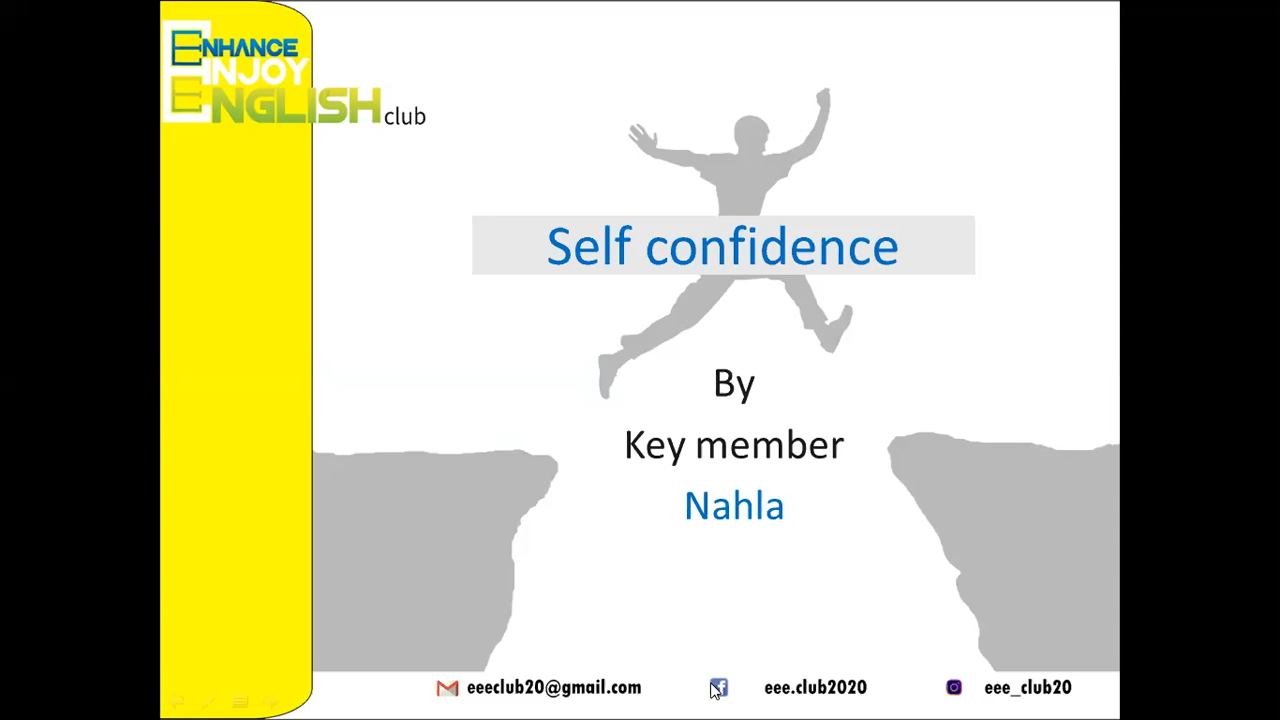 ENHANCE
ENJOY
ENGLISH club
Self confidence
By
Key member
Nahla
eeeclub20@gmail.com eee.club2020 eee_club20